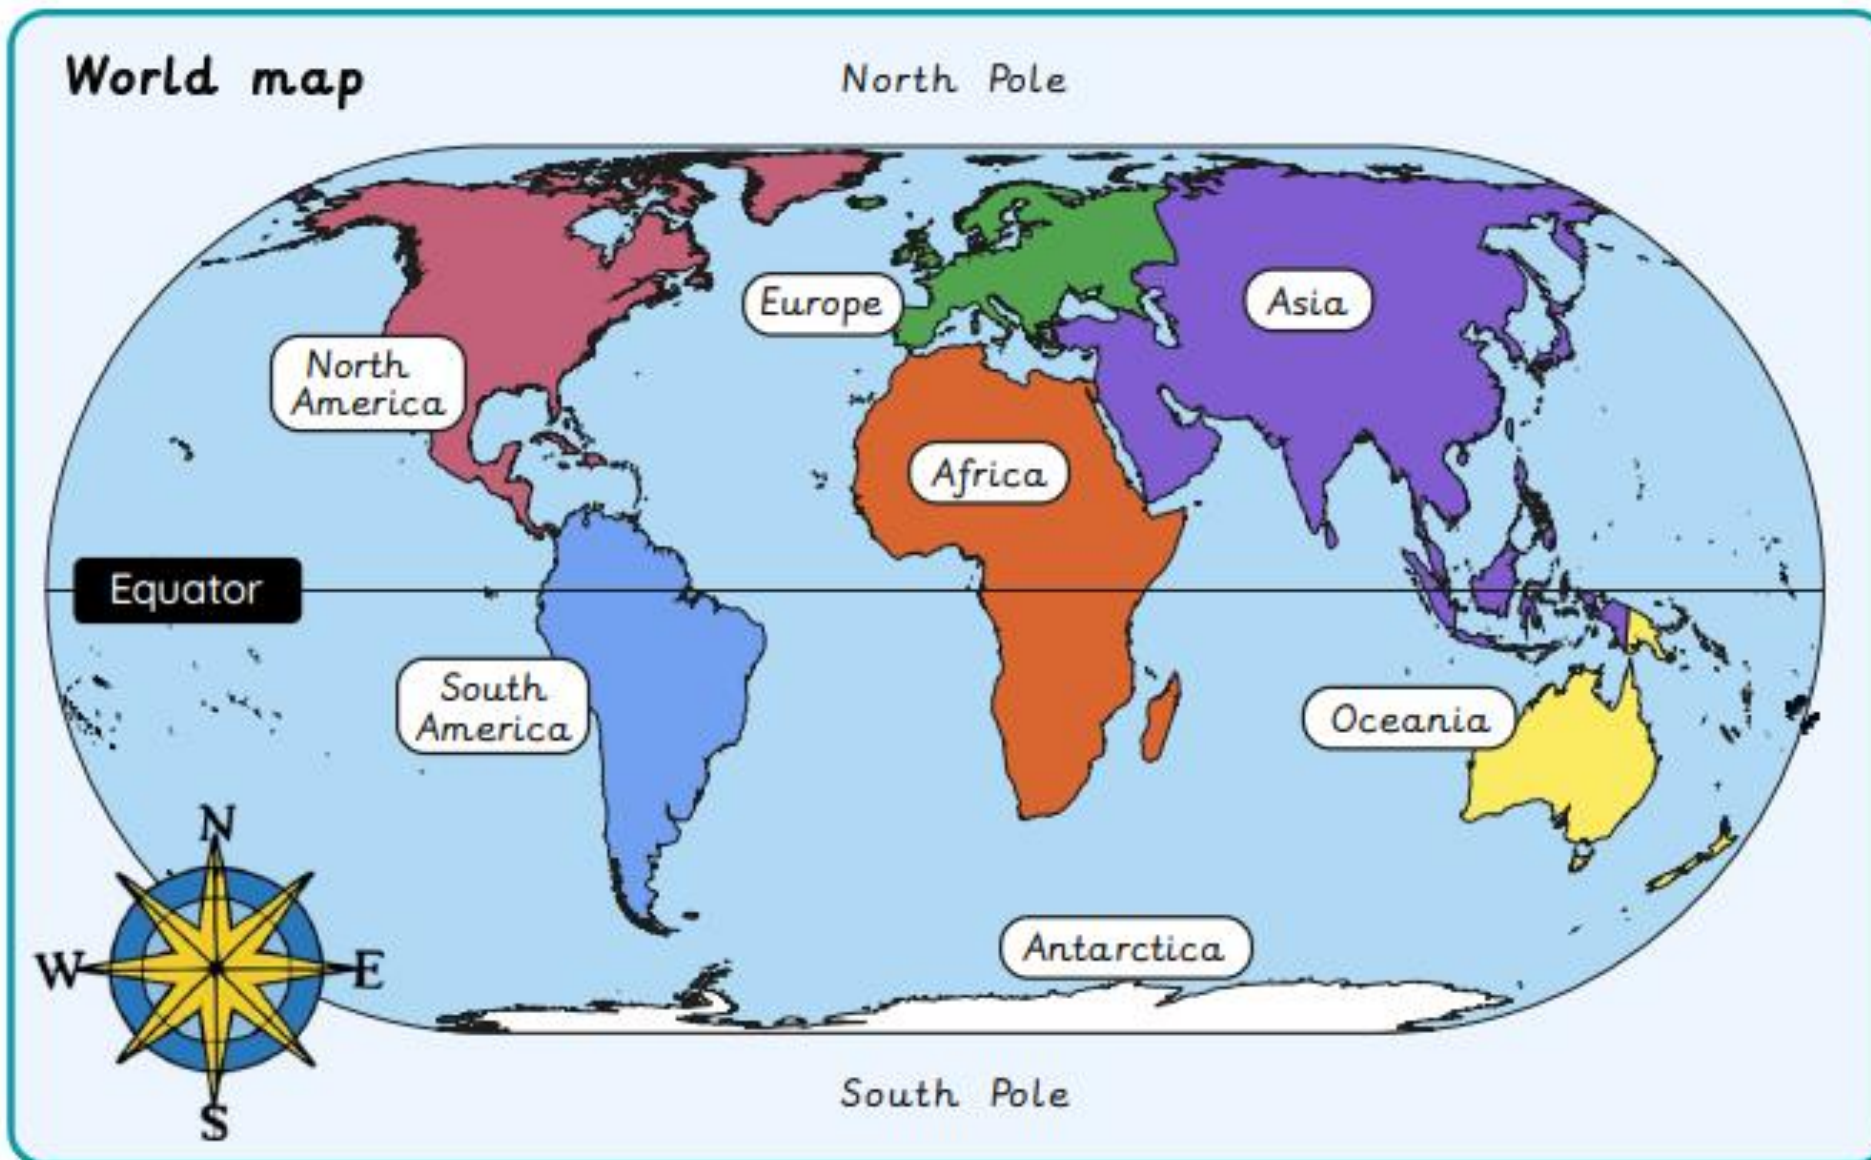 World map
North Pole
Europe
Asia
North
America
Africa
Equator
South
America
Oceania
N
W
E
S
Antarctica
South Pole